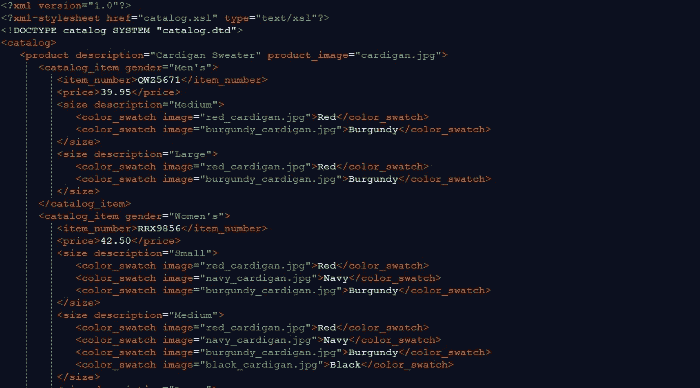 <?xml version="1.0"?>
<?xml-stylesheet href="catalog.xsl" type="text/xsl"?>
<!DOCTYPE catalog SYSTEM "catalog.dtd">
<catalog>
<product description="Cardigan Sweater" product_image="cardigan.jpg">
<catalog_item gender="Men's">
<item_number>QWZ5671</item_number>
<price>39.95</price>
<size description="Medium">
<color_swatch image="red_cardigan.jpg">Red</color_swatch>
<color_swatch image="burgundy_cardigan.jpg">Burgundy</color_swatch>
</size>
<size description="Large">
<color_swatch image="red_cardigan.jpg">Red</color_swatch>
<color_swatch image="burgundy_cardigan.jpg">Burgundy</color_swatch>
</size>
</catalog_item>
<catalog_item gender="Women's">
<item_number>RRX9856</item_number>
<price>42.50</price>
<size description="Small">
<color_swatch image="red_cardigan.jpg">Red</color_swatch>
<color_swatch image="navy_cardigan.jpg">Navy</color_swatch>
<color_swatch image="burgundy_cardigan.jpg">Burgundy</color_swatch>
</size>
<size description="Medium">
<color_swatch image="red_cardigan.jpg">Red</color_swatch>
<color_swatch image="navy_cardigan.jpg">Navy</color_swatch>
<color_swatch image="burgundy_cardigan.jpg">Burgundy</color_swatch>
<color_swatch image="black_cardigan.jpg">Black</color_swatch>
</size>